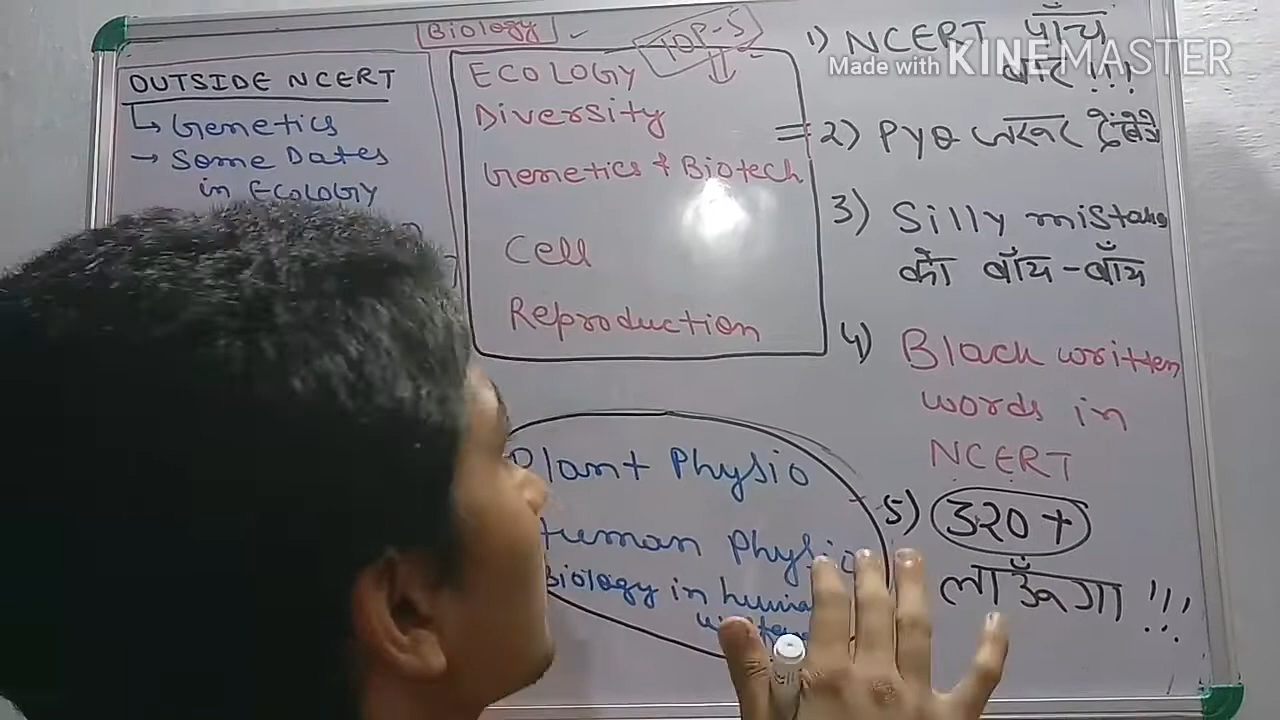 Biology
TOP-5
OUTSIDE NCERT
Genetics
Some Dates
in ECOLOGY
ECOLOGY
Diversity
Genetics & Biotech
Cell
Reproduction
Plant Physio
Human Physio
Biology in human
1) NCERT पाँच
बार !!!
Made with KINEMASTER
2) PYQ जरूर देखेंगे
3) Silly mistake
को बाँय-बाँय
4) Black written
words in
NCERT
5) 320+
लाऊँगा !!!